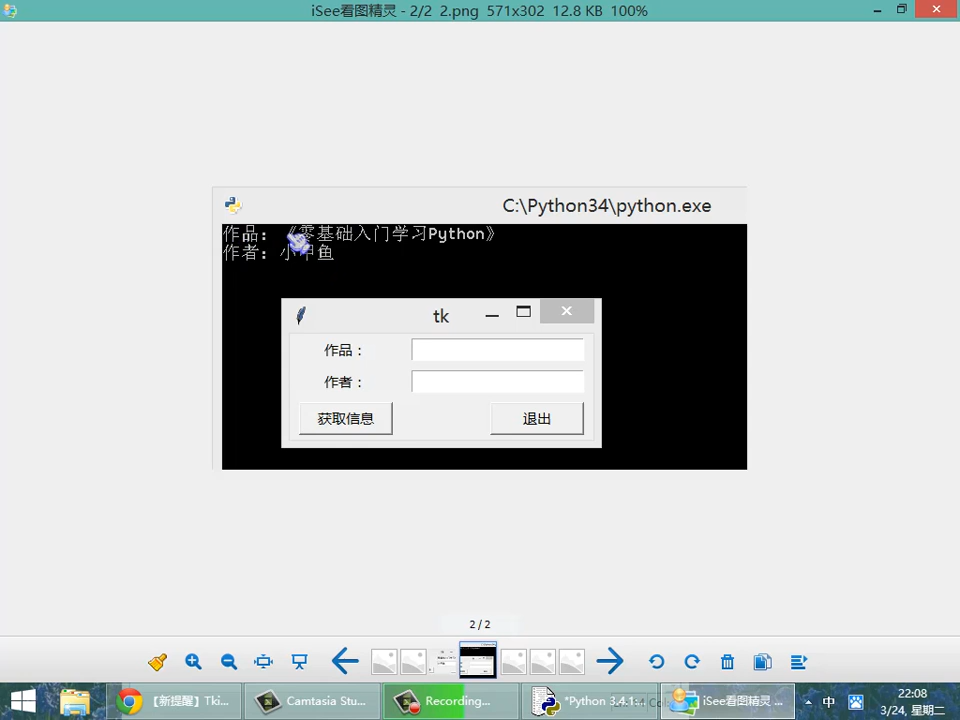 iSee看图精灵 - 2/2 2.png 571x302 12.8 KB 100%
C:\Python34\python.exe
作品：《零基础入门学习Python》
作者：小甲鱼
tk
作品：
作者：
获取信息
退出
2 / 2
【新提醒】Tki...
Camtasia Stu...
Recording...
*Python 3.4.1:...
iSee看图精灵 ...
中
22:08
3/24, 星期二